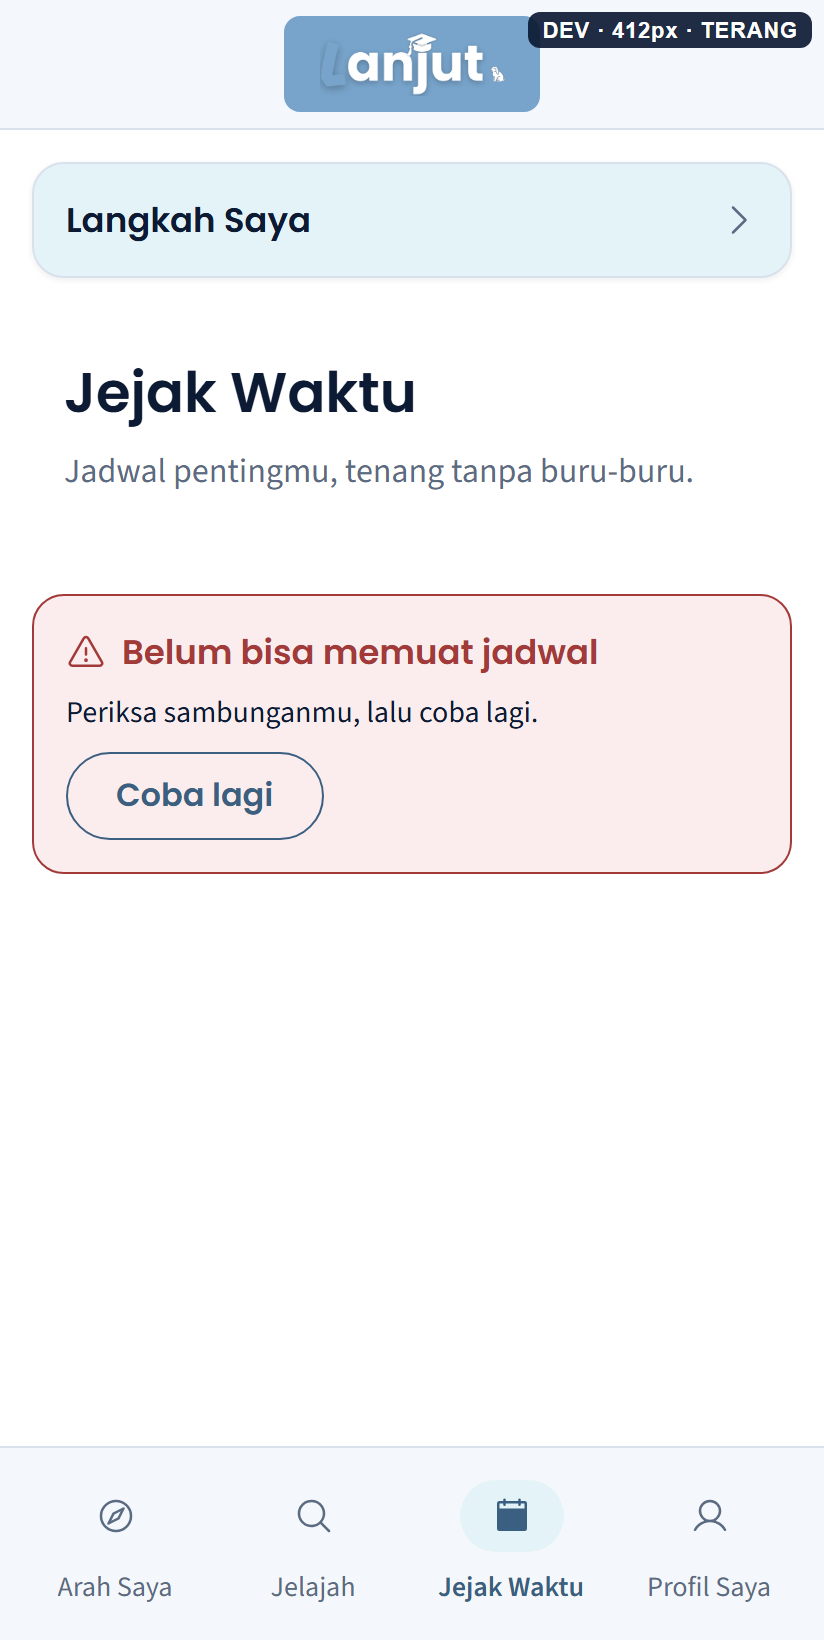 Lanjut
DEV · 412px · TERANG
Langkah Saya
Jejak Waktu
Jadwal pentingmu, tenang tanpa buru-buru.
Belum bisa memuat jadwal
Periksa sambunganmu, lalu coba lagi.
Coba lagi
Arah Saya
Jelajah
Jejak Waktu
Profil Saya